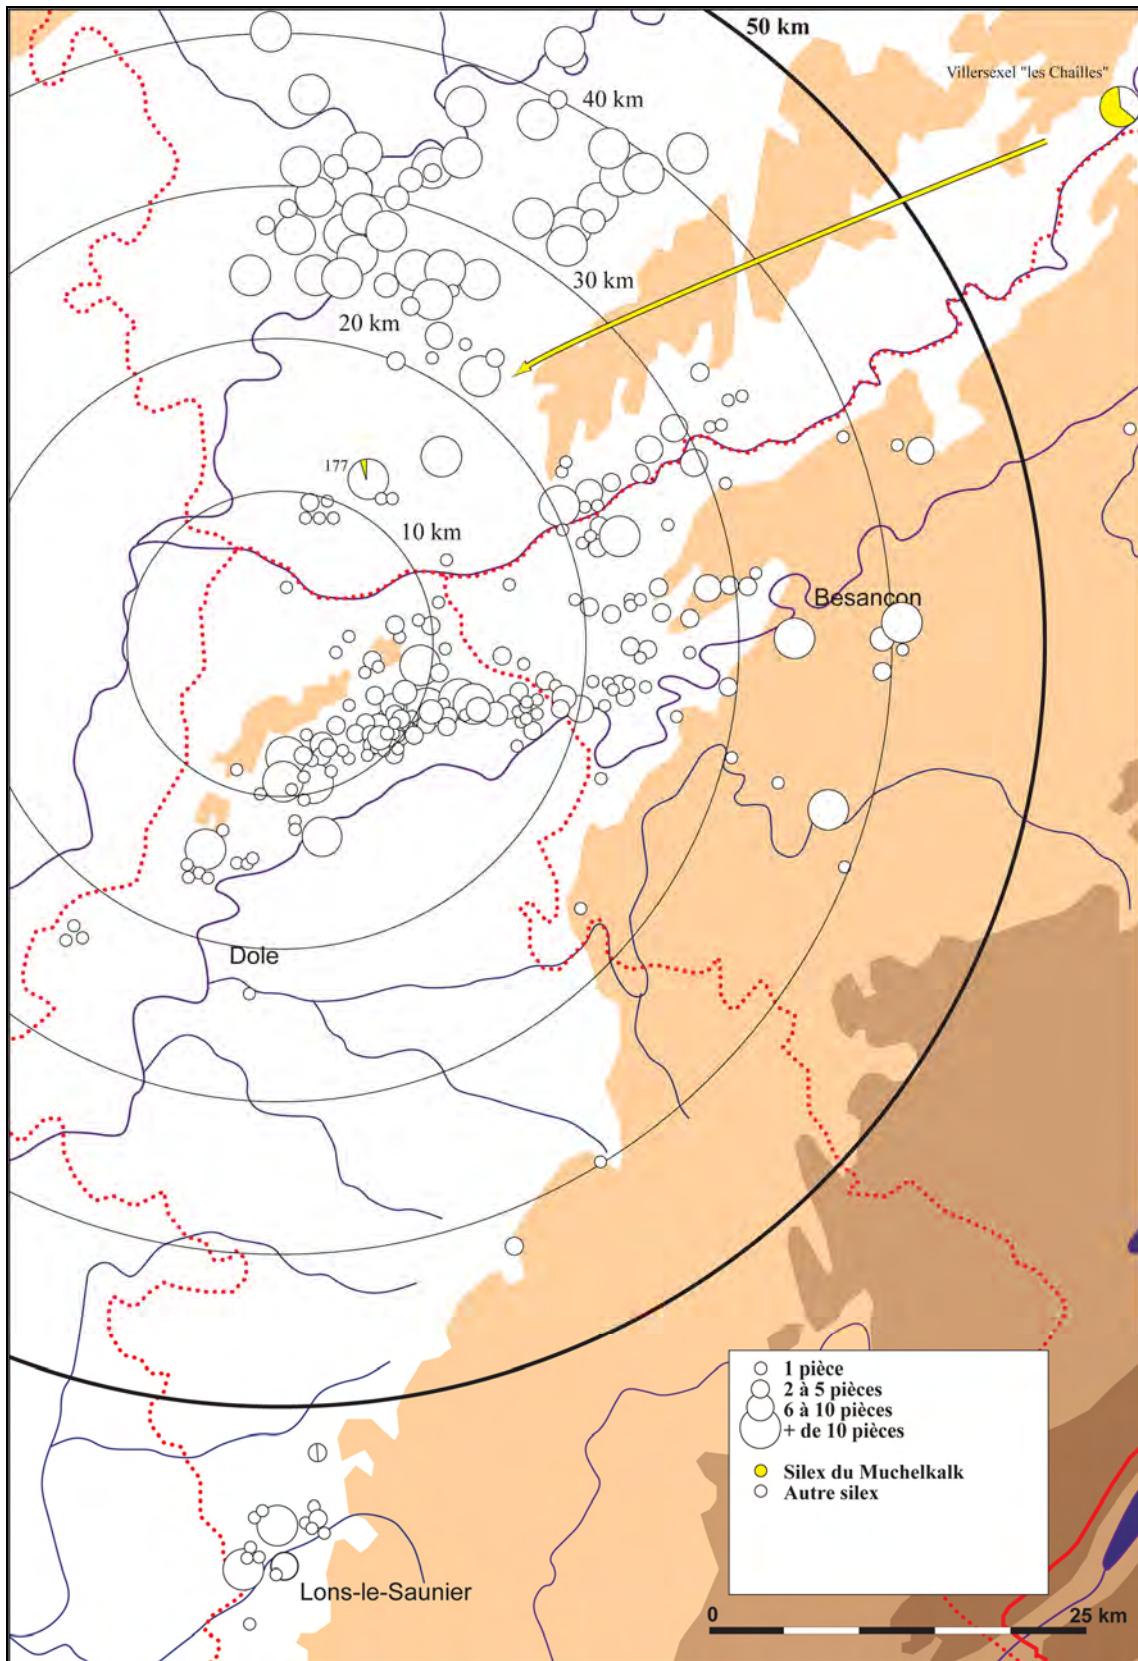 50 km
Villersexel "les Chailles"
40 km
30 km
20 km
177
10 km
Besançon
Dole
1 pièce
2 à 5 pièces
6 à 10 pièces
+ de 10 pièces
Silex du Muchelkalk
Autre silex
Lons-le-Saunier
0 25 km